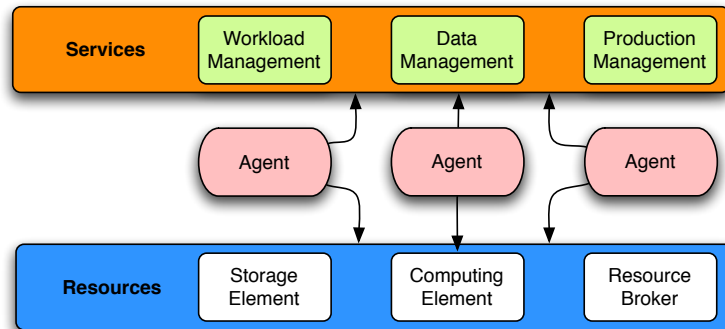 Services
Workload
Management
Data
Management
Production
Management
Agent
Agent
Agent
Resources
Storage
Element
Computing
Element
Resource
Broker